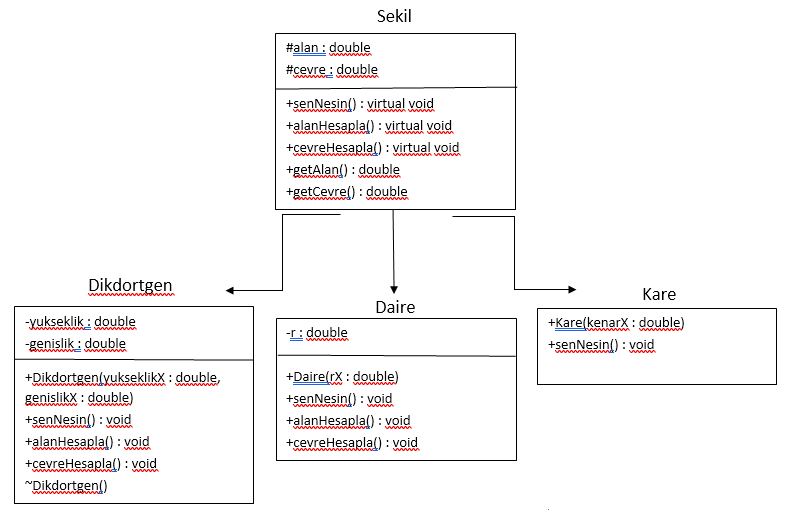 Sekil
#alan : double
#cevre : double
+senNesin() : virtual void
+alanHesapla() : virtual void
+cevreHesapla() : virtual void
+getAlan() : double
+getCevre() : double
Dikdortgen
-yukseklik : double
-genislik : double
+Dikdortgen(yukseklikX : double,
genislikX : double)
+senNesin() : void
+alanHesapla() : void
+cevreHesapla() : void
~Dikdortgen()
Daire
-r : double
+Daire(rX : double)
+senNesin() : void
+alanHesapla() : void
+cevreHesapla() : void
Kare
+Kare(kenarX : double)
+senNesin() : void